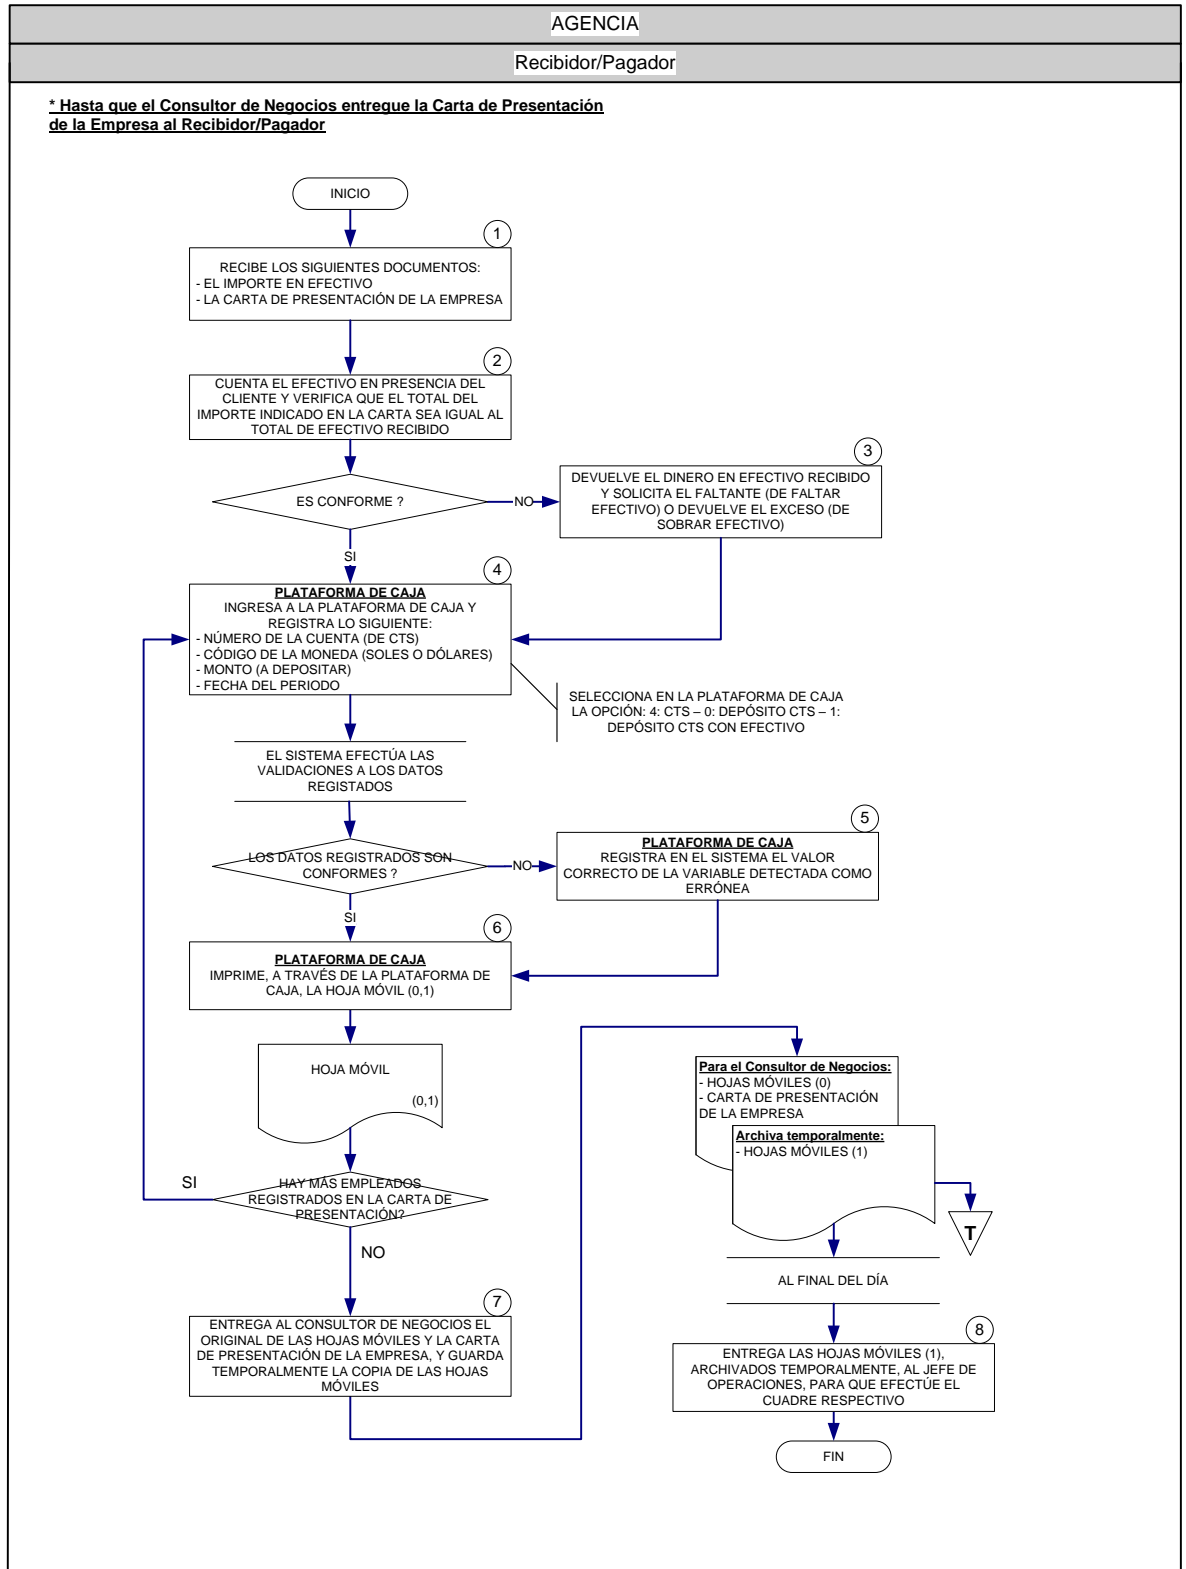 AGENCIA
Recibidor/Pagador
* Hasta que el Consultor de Negocios entregue la Carta de Presentación
de la Empresa al Recibidor/Pagador
INICIO
1
RECIBE LOS SIGUIENTES DOCUMENTOS:
- EL IMPORTE EN EFECTIVO
- LA CARTA DE PRESENTACIÓN DE LA EMPRESA
2
CUENTA EL EFECTIVO EN PRESENCIA DEL
CLIENTE Y VERIFICA QUE EL TOTAL DEL
IMPORTE INDICADO EN LA CARTA SEA IGUAL AL
TOTAL DE EFECTIVO RECIBIDO
ES CONFORME ?
NO
3
DEVUELVE EL DINERO EN EFECTIVO RECIBIDO
Y SOLICITA EL FALTANTE (DE FALTAR
EFECTIVO) O DEVUELVE EL EXCESO (DE
SOBRAR EFECTIVO)
SI
4
PLATAFORMA DE CAJA
INGRESA A LA PLATAFORMA DE CAJA Y
REGISTRA LO SIGUIENTE:
- NÚMERO DE LA CUENTA (DE CTS)
- CÓDIGO DE LA MONEDA (SOLES O DÓLARES)
- MONTO (A DEPOSITAR)
- FECHA DEL PERIODO
SELECCIONA EN LA PLATAFORMA DE CAJA
LA OPCIÓN: 4: CTS – 0: DEPÓSITO CTS – 1:
DEPÓSITO CTS CON EFECTIVO
EL SISTEMA EFECTÚA LAS
VALIDACIONES A LOS DATOS
REGISTADOS
LOS DATOS REGISTRADOS SON
CONFORMES ?
NO
5
PLATAFORMA DE CAJA
REGISTRA EN EL SISTEMA EL VALOR
CORRECTO DE LA VARIABLE DETECTADA COMO
ERRÓNEA
SI
6
PLATAFORMA DE CAJA
IMPRIME, A TRAVÉS DE LA PLATAFORMA DE
CAJA, LA HOJA MÓVIL (0,1)
HOJA MÓVIL
(0,1)
HAY MÁS EMPLEADOS
REGISTRADOS EN LA CARTA DE
PRESENTACIÓN?
SI
NO
7
ENTREGA AL CONSULTOR DE NEGOCIOS EL
ORIGINAL DE LAS HOJAS MÓVILES Y LA CARTA
DE PRESENTACIÓN DE LA EMPRESA, Y GUARDA
TEMPORALMENTE LA COPIA DE LAS HOJAS
MÓVILES
Para el Consultor de Negocios:
- HOJAS MÓVILES (0)
- CARTA DE PRESENTACIÓN
DE LA EMPRESA
Archiva temporalmente:
- HOJAS MÓVILES (1)
T
AL FINAL DEL DÍA
8
ENTREGA LAS HOJAS MÓVILES (1),
ARCHIVADOS TEMPORALMENTE, AL JEFE DE
OPERACIONES, PARA QUE EFECTÚE EL
CUADRE RESPECTIVO
FIN